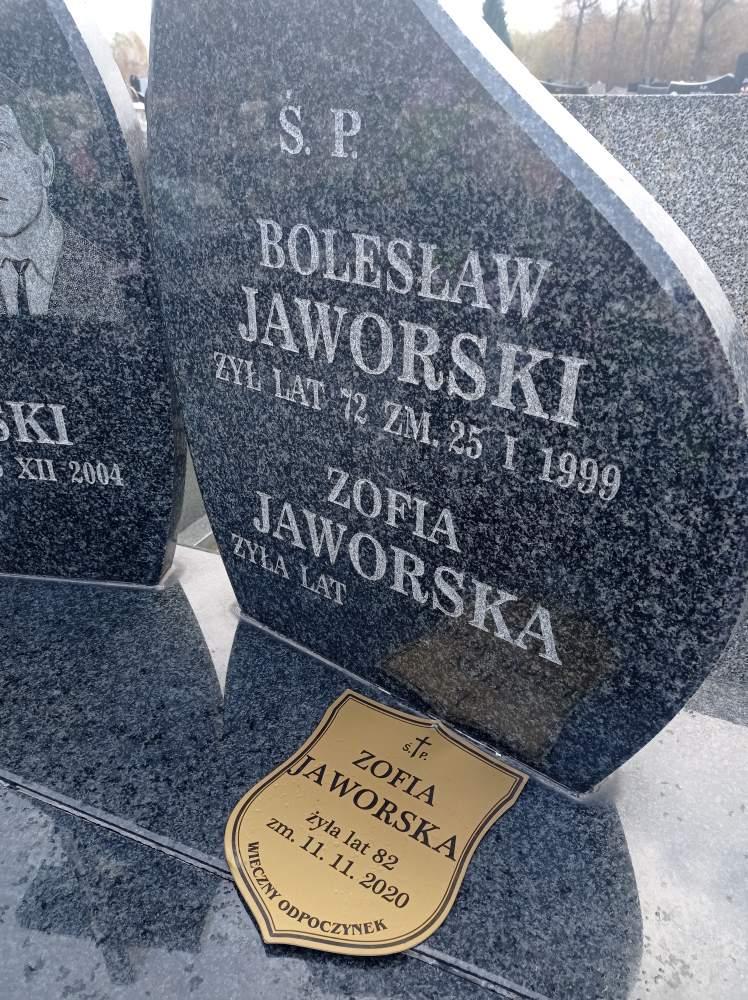 SKI
XII 2004
Ś. P.
BOLESŁAW
JAWORSKI
ŻYŁ LAT 72 ZM. 25 I 1999
ZOFIA
JAWORSKA
ŻYŁA LAT
Ś.P.
ZOFIA
JAWORSKA
żyła lat 82
zm. 11. 11. 2020
WIECZNY ODPOCZYNEK